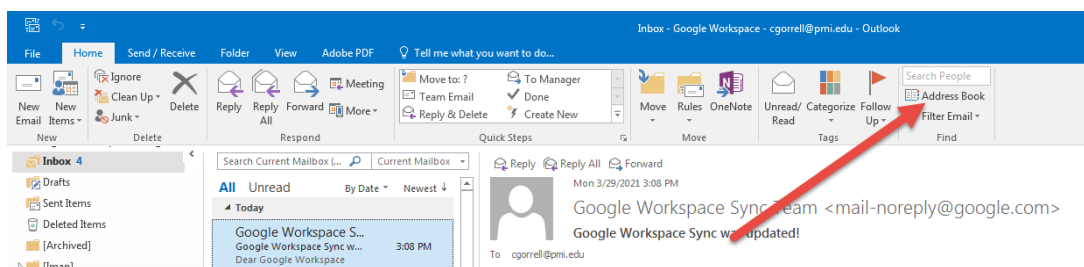 Inbox - Google Workspace - cgorrell@pmi.edu - Outlook
File Home Send / Receive Folder View Adobe PDF Tell me what you want to do...
Ignore
Clean Up
Junk
New Email
New Items
Delete
Reply
Reply All
Forward
Meeting
More
Move to: ?
Team Email
Reply & Delete
To Manager
Done
Create New
Move
Rules
OneNote
Unread/ Read
Categorize
Follow Up
Search People
Address Book
Filter Email
New Delete Respond Quick Steps Move Tags Find
Inbox 4
Drafts
Sent Items
Deleted Items
[Archived]
[Imap]
Search Current Mailbox (... Current Mailbox
All Unread By Date Newest ↓
Today
Google Workspace S...
Google Workspace Sync w... 3:08 PM
Dear Google Workspace
Reply Reply All Forward
Mon 3/29/2021 3:08 PM
Google Workspace Sync Team <mail-noreply@google.com>
Google Workspace Sync was updated!
To cgorrell@pmi.edu